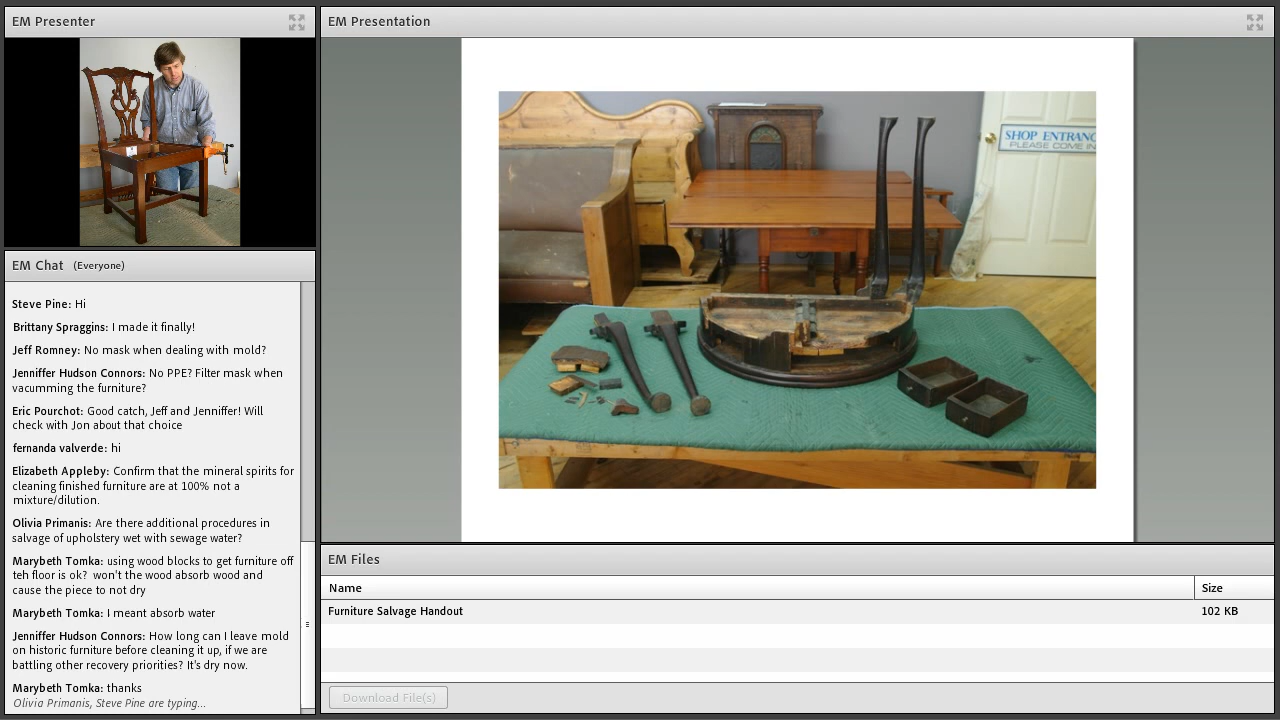 EM Presenter
EM Chat (Everyone)
Steve Pine: Hi
Brittany Spraggins: I made it finally!
Jeff Romney: No mask when dealing with mold?
Jenniffer Hudson Connors: No PPE? Filter mask when
vacumming the furniture?
Eric Pourchot: Good catch, Jeff and Jenniffer! Will
check with Jon about that choice
fernanda valverde: hi
Elizabeth Appleby: Confirm that the mineral spirits for
cleaning finished furniture are at 100% not a
mixture/dilution.
Olivia Primanis: Are there additional procedures in
salvage of upholstery wet with sewage water?
Marybeth Tomka: using wood blocks to get furniture off
teh floor is ok? won't the wood absorb wood and
cause the piece to not dry
Marybeth Tomka: I meant absorb water
Jenniffer Hudson Connors: How long can I leave mold
on historic furniture before cleaning it up, if we are
battling other recovery priorities? It's dry now.
Marybeth Tomka: thanks
Olivia Primanis, Steve Pine are typing...
EM Presentation
SHOP ENTRANC
PLEASE COME IN
EM Files
Name Size
Furniture Salvage Handout 102 KB
Download File(s)